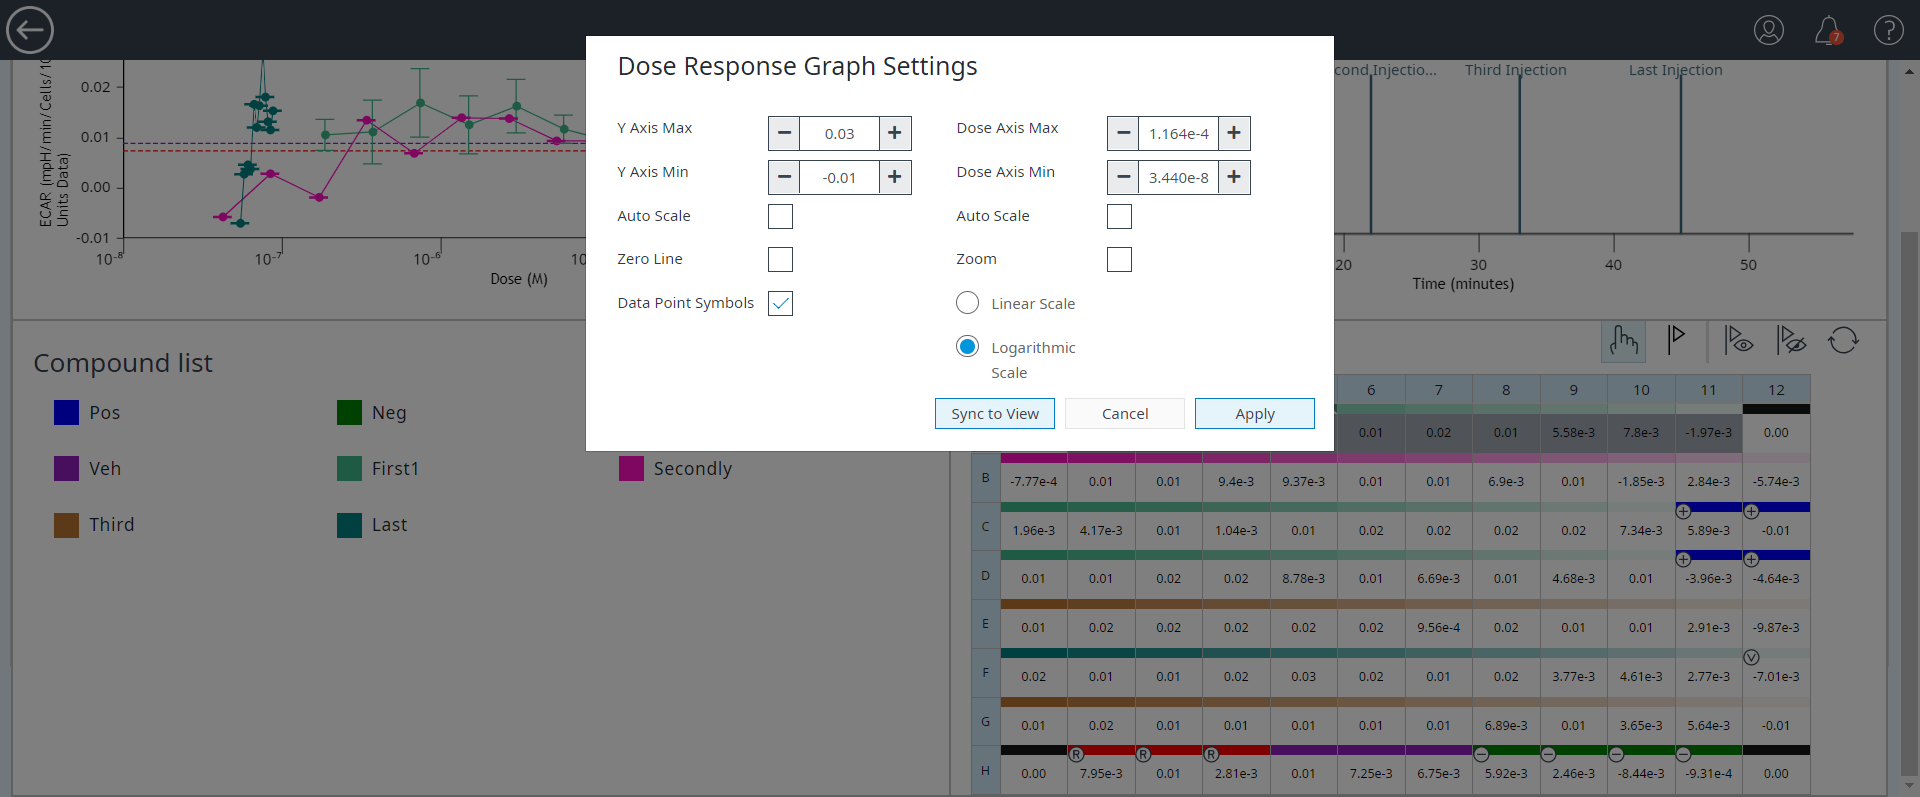 7
ECAR (mpH/min/Cells/10
Units Data)
0.02
0.01
0.00
-0.01
10⁻⁸
10⁻⁷
10⁻⁶
10
Dose (M)
cond Injectio...
Third Injection
Last Injection
20
30
40
50
Time (minutes)
Dose Response Graph Settings
Y Axis Max
0.03
Dose Axis Max
1.164e-4
Y Axis Min
-0.01
Dose Axis Min
3.440e-8
Auto Scale
Auto Scale
Zero Line
Zoom
Data Point Symbols
Linear Scale
Logarithmic
Scale
Sync to View
Cancel
Apply
Compound list
Pos
Neg
Veh
First1
Secondly
Third
Last
6 7 8 9 10 11 12
0.01 0.02 0.01 5.58e-3 7.8e-3 -1.97e-3 0.00
B -7.77e-4 0.01 0.01 9.4e-3 9.37e-3 0.01 0.01 6.9e-3 0.01 -1.85e-3 2.84e-3 -5.74e-3
C 1.96e-3 4.17e-3 0.01 1.04e-3 0.01 0.02 0.02 0.02 0.02 7.34e-3 5.89e-3 -0.01
D 0.01 0.01 0.02 0.02 8.78e-3 0.01 6.69e-3 0.01 4.68e-3 0.01 -3.96e-3 -4.64e-3
E 0.01 0.02 0.02 0.02 0.02 0.02 9.56e-4 0.02 0.01 0.01 2.91e-3 -9.87e-3
V
F 0.02 0.01 0.01 0.02 0.03 0.02 0.01 0.02 3.77e-3 4.61e-3 2.77e-3 -7.01e-3
G 0.01 0.02 0.01 0.01 0.01 0.01 0.01 6.89e-3 0.01 3.65e-3 5.64e-3 -0.01
R R R
H 0.00 7.95e-3 0.01 2.81e-3 0.01 7.25e-3 6.75e-3 5.92e-3 2.46e-3 -8.44e-3 -9.31e-4 0.00